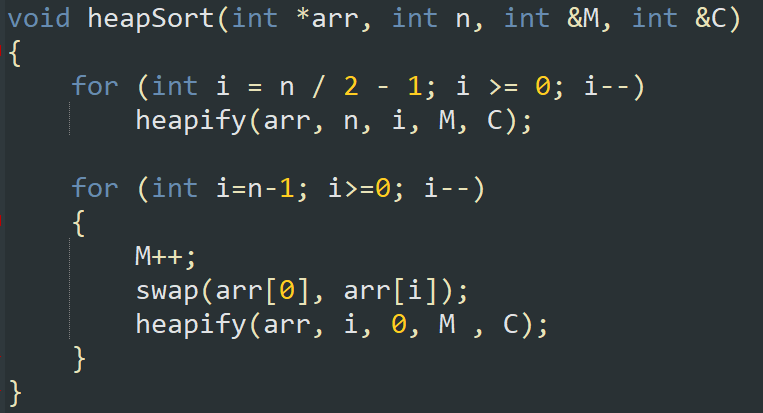 void heapSort(int *arr, int n, int &M, int &C)
{
    for (int i = n / 2 - 1; i >= 0; i--)
        heapify(arr, n, i, M, C);

    for (int i=n-1; i>=0; i--)
    {
        M++;
        swap(arr[0], arr[i]);
        heapify(arr, i, 0, M , C);
    }
}